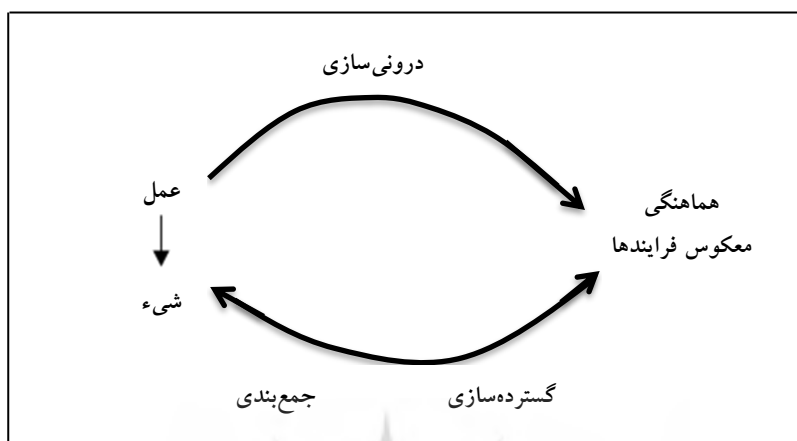 درونی‌سازی
عمل
هماهنگی
معکوس فرایندها
شیء
گسترده‌سازی
جمع‌بندی